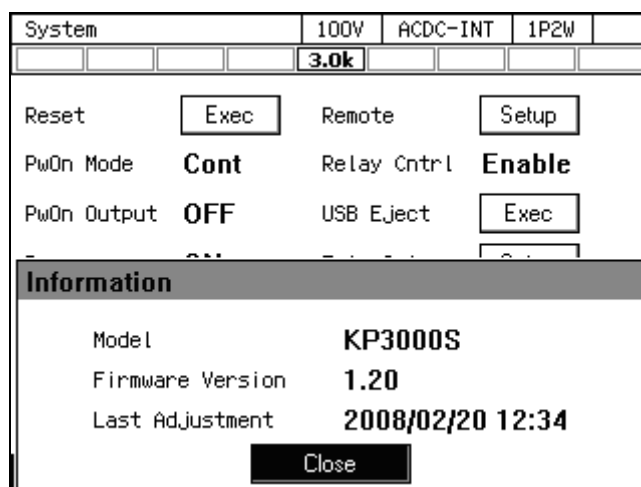 System 100V ACDC-INT 1P2W
3.0k
Reset Exec Remote Setup
PwOn Mode Cont Relay Cntrl Enable
PwOn Output OFF USB Eject Exec
Information
Model KP3000S
Firmware Version 1.20
Last Adjustment 2008/02/20 12:34
Close